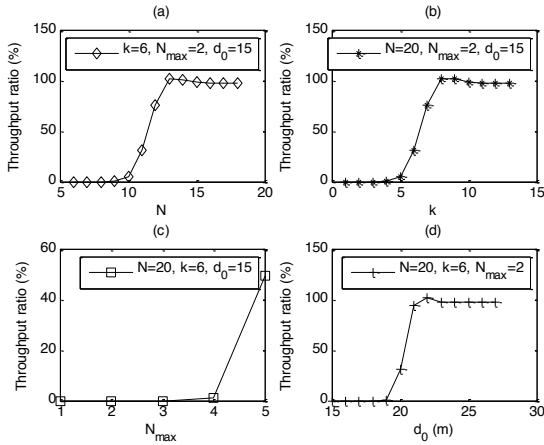 (a)
150
100
50
0
Throughput ratio (%)
k=6, N_max=2, d_0=15
5 10 15 20
N
(b)
150
100
50
0
Throughput ratio (%)
N=20, N_max=2, d_0=15
0 5 10 15
k
(c)
60
40
20
0
Throughput ratio (%)
N=20, k=6, d_0=15
1 2 3 4 5
N_max
(d)
150
100
50
0
Throughput ratio (%)
N=20, k=6, N_max=2
15 20 25 30
d_0 (m)